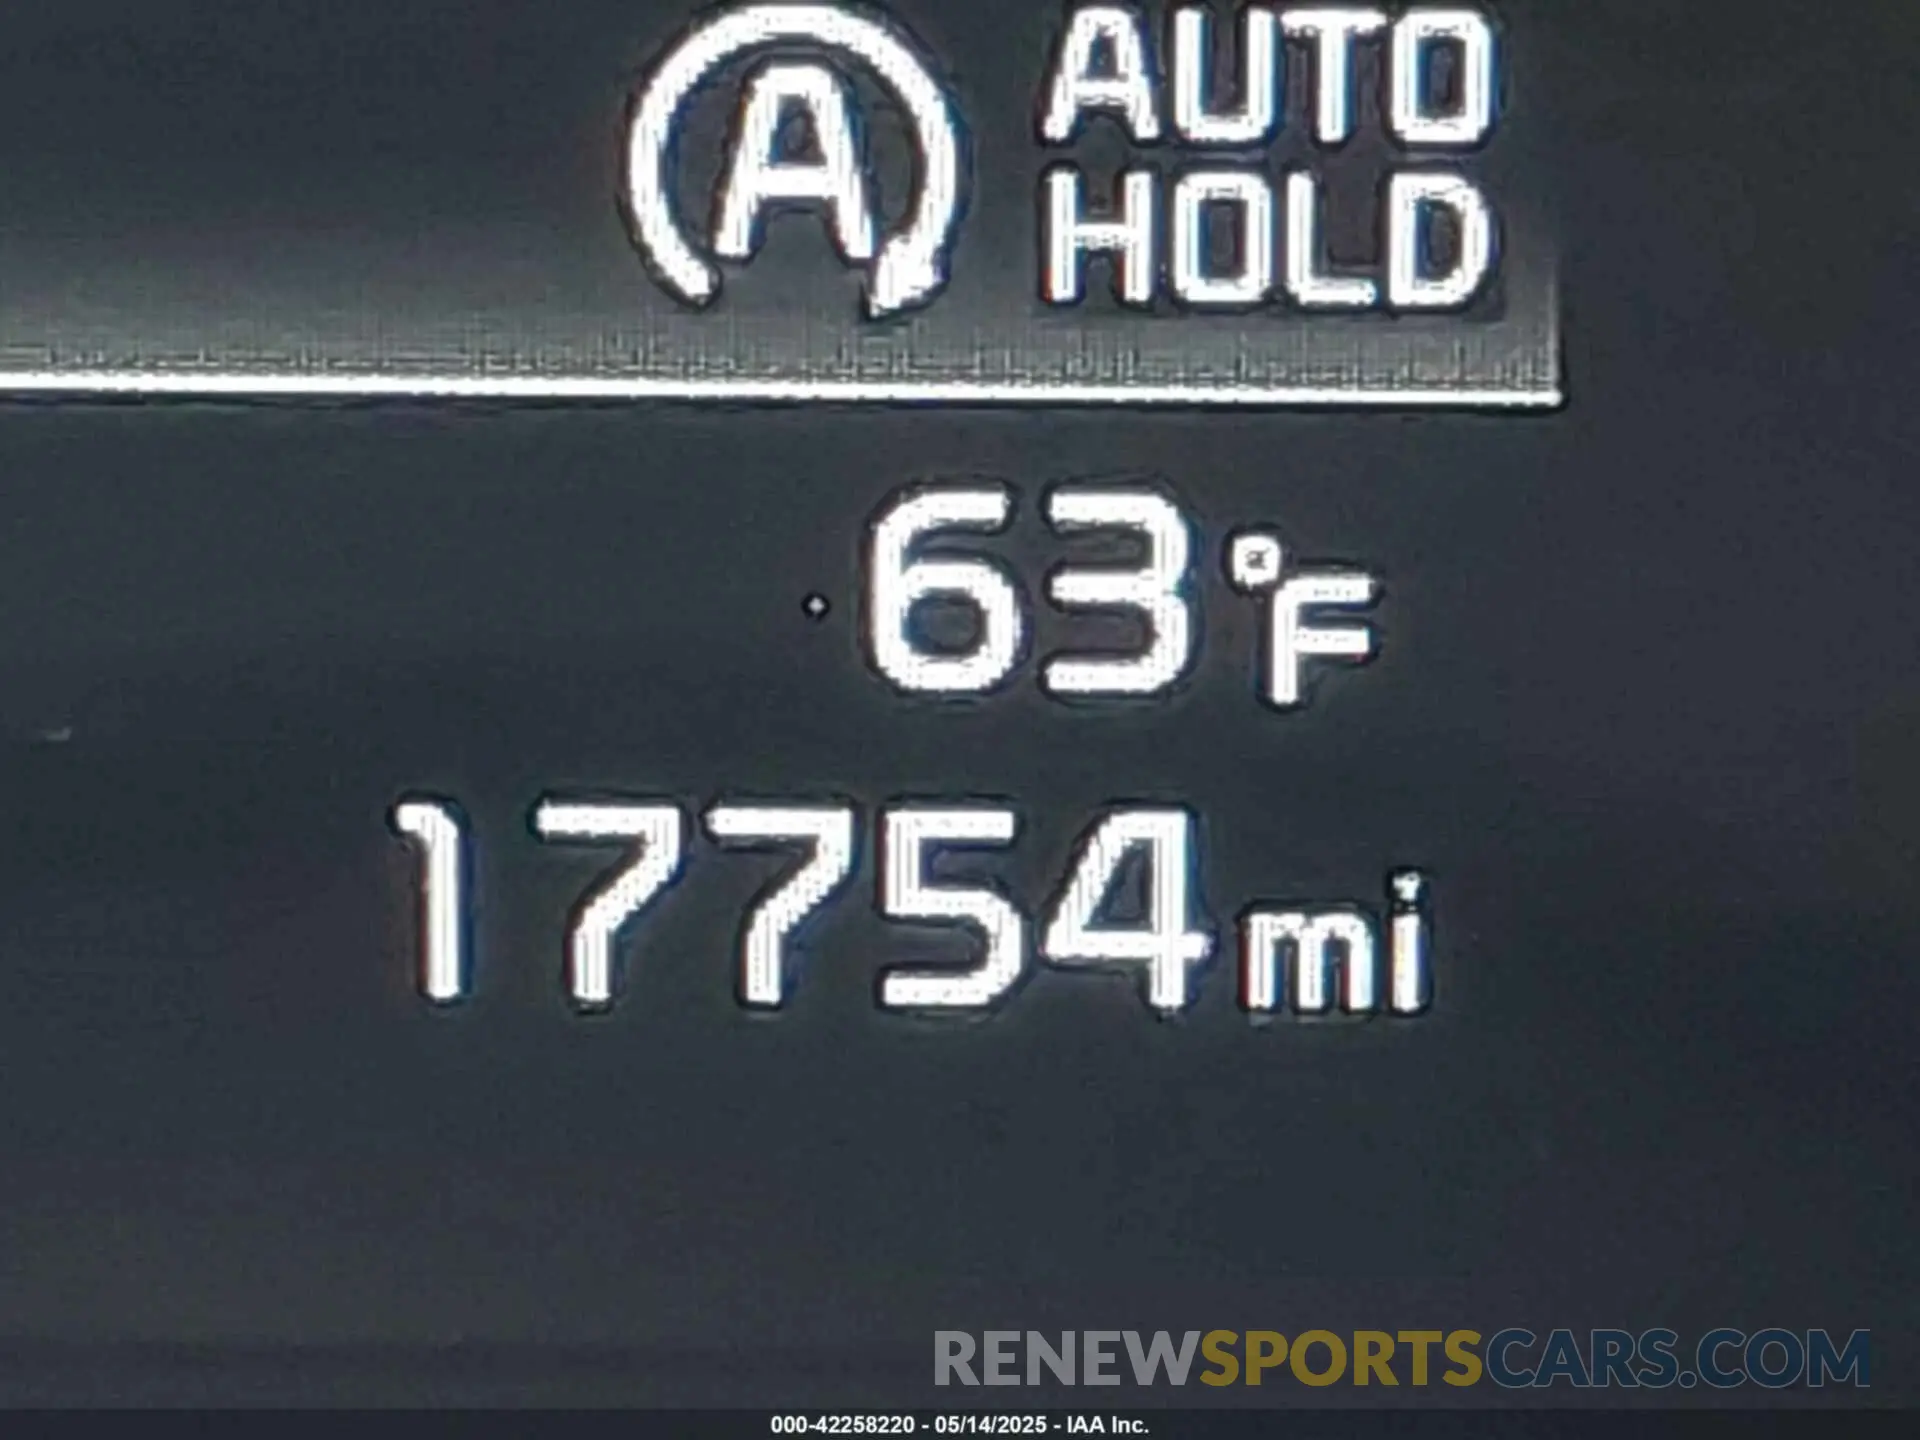 A AUTO
HOLD
63°F
17754mi
RENEWSPORTSCARS.COM
000-42258220 - 05/14/2025 - IAA Inc.